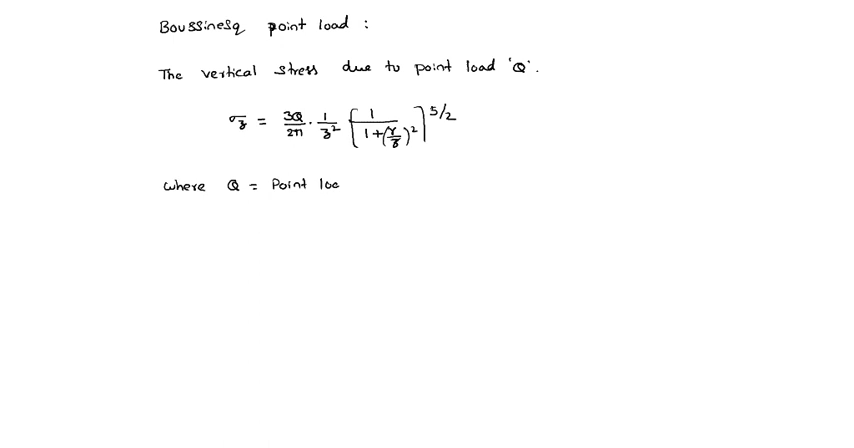 Boussinesq point load :
The vertical stress due to point load 'Q'.
σz = 3Q/2π · 1/z² [1/(1+(r/z)²)]^5/2
where Q = Point loc